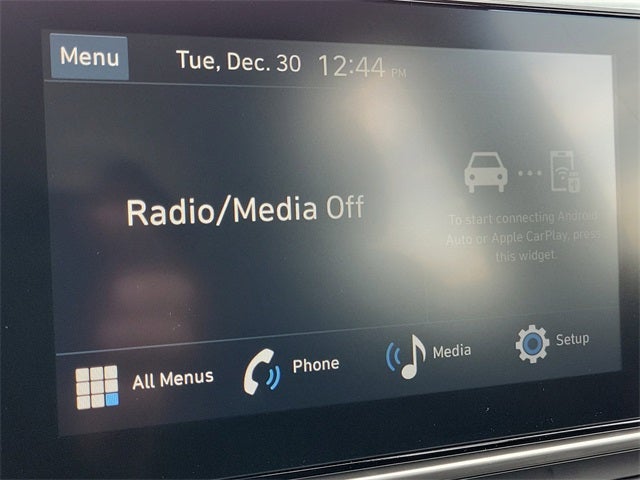 Menu Tue, Dec. 30 12:44 PM
Radio/Media Off
To start connecting Android
Auto or Apple CarPlay, press
this widget.
All Menus Phone Media Setup